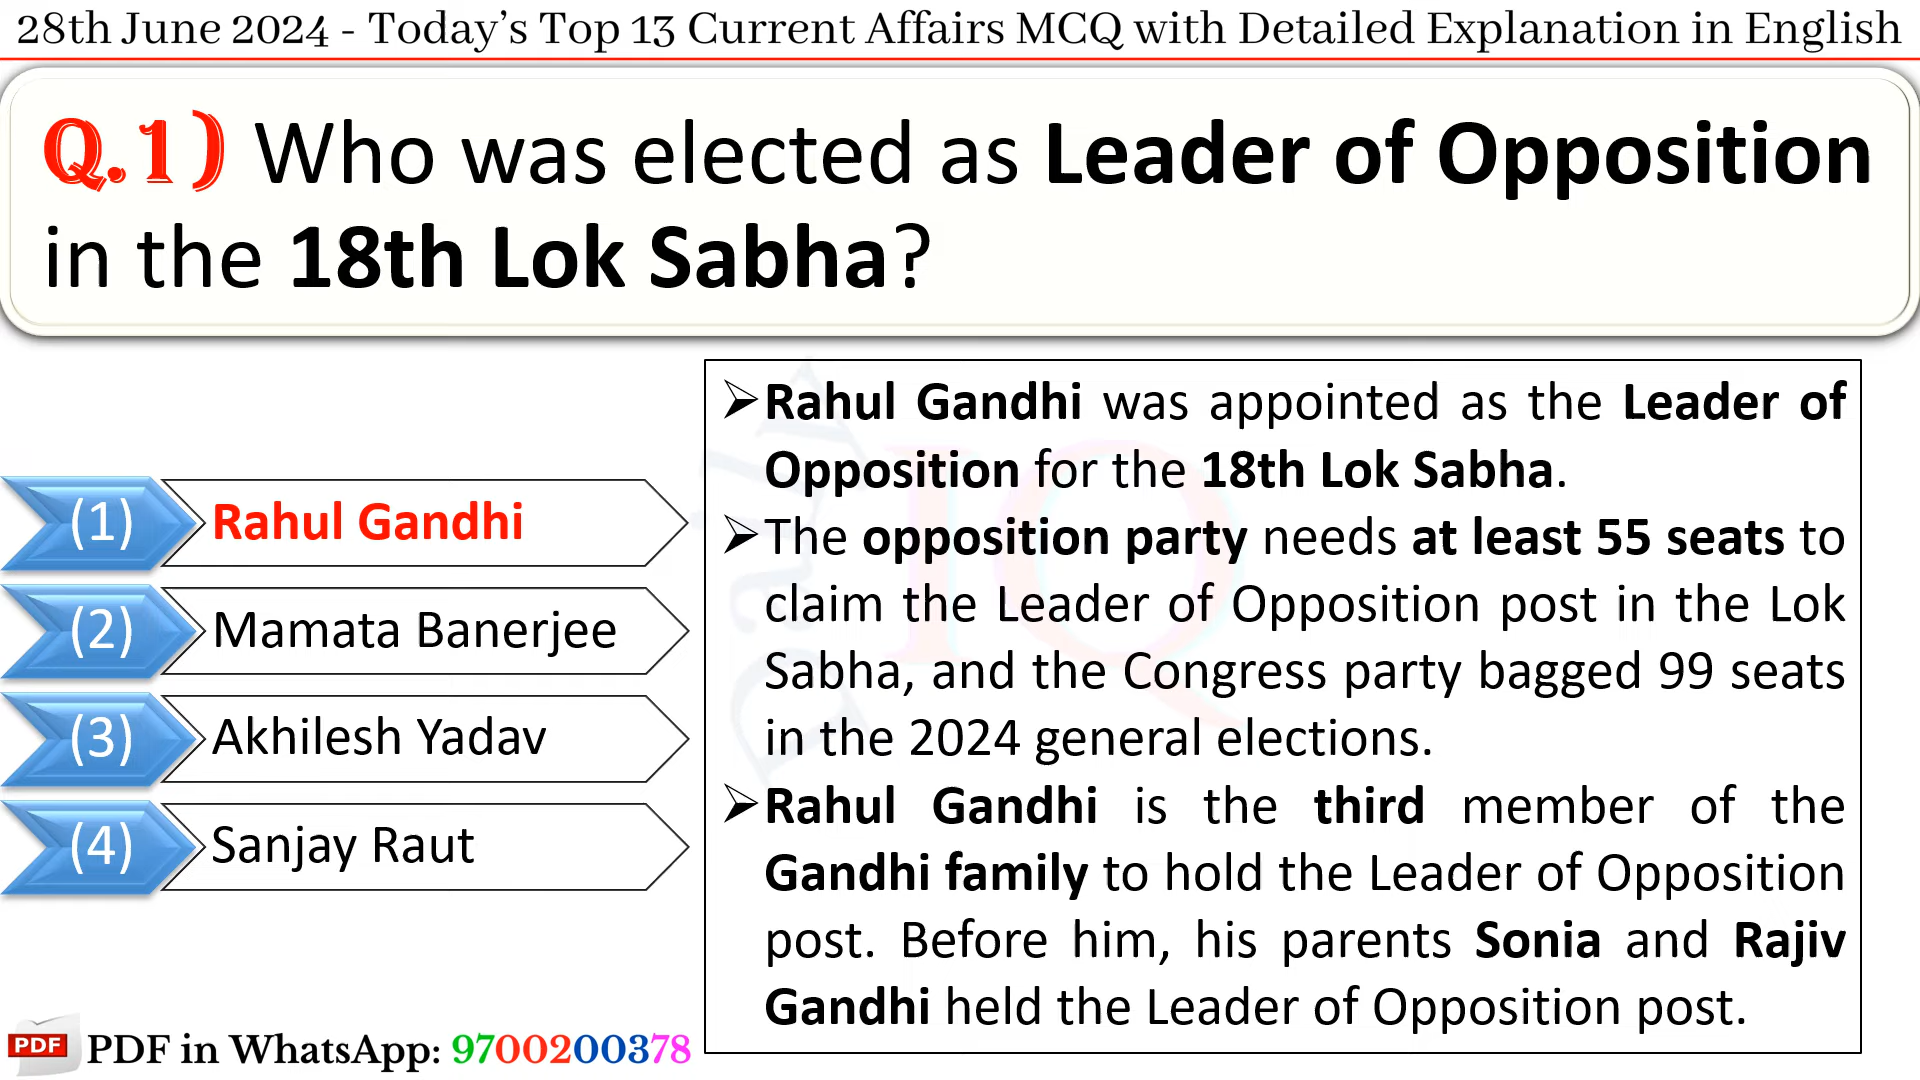 28th June 2024 - Today's Top 13 Current Affairs MCQ with Detailed Explanation in English
Q.1) Who was elected as Leader of Opposition
in the 18th Lok Sabha?
(1) Rahul Gandhi
(2) Mamata Banerjee
(3) Akhilesh Yadav
(4) Sanjay Raut
➢Rahul Gandhi was appointed as the Leader of
Opposition for the 18th Lok Sabha.
➢The opposition party needs at least 55 seats to
claim the Leader of Opposition post in the Lok
Sabha, and the Congress party bagged 99 seats
in the 2024 general elections.
➢Rahul Gandhi is the third member of the
Gandhi family to hold the Leader of Opposition
post. Before him, his parents Sonia and Rajiv
Gandhi held the Leader of Opposition post.
Daily
IQ
PDF PDF in WhatsApp: 9700200378